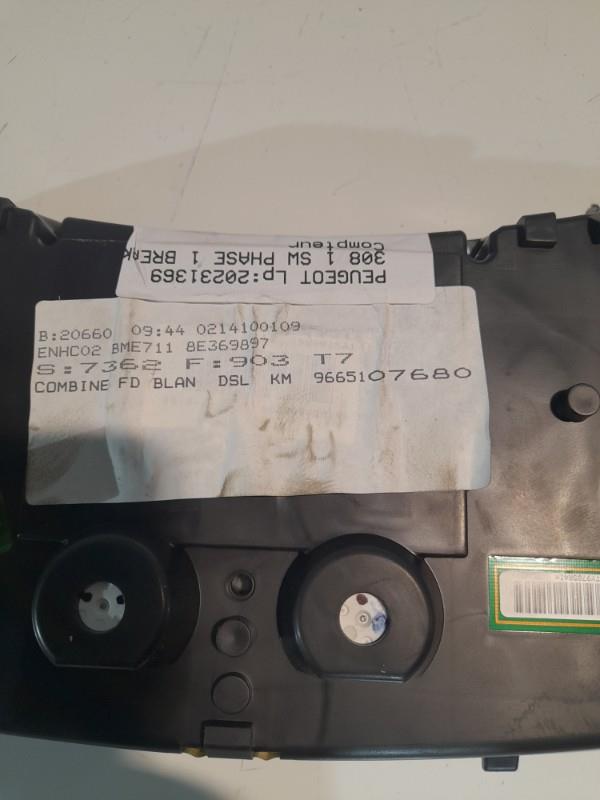 PEUGEOT Lp:20231369
308 1 SW PHASE 1 BREAK
Compteur
B:20660 09:44 0214100109
ENHC02 BME711 8E369897
S:7362 F:903 T7
COMBINE FD BLAN DSL KM 9665107680